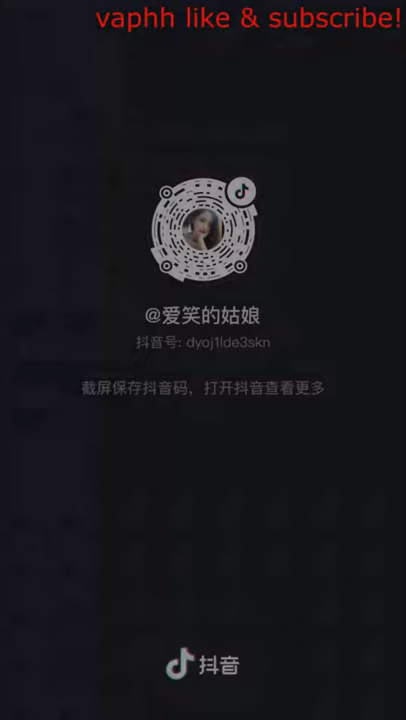 vaphh like & subscribe!
@爱笑的姑娘
抖音号: dyoj1lde3skn
截屏保存抖音码，打开抖音查看更多
抖音